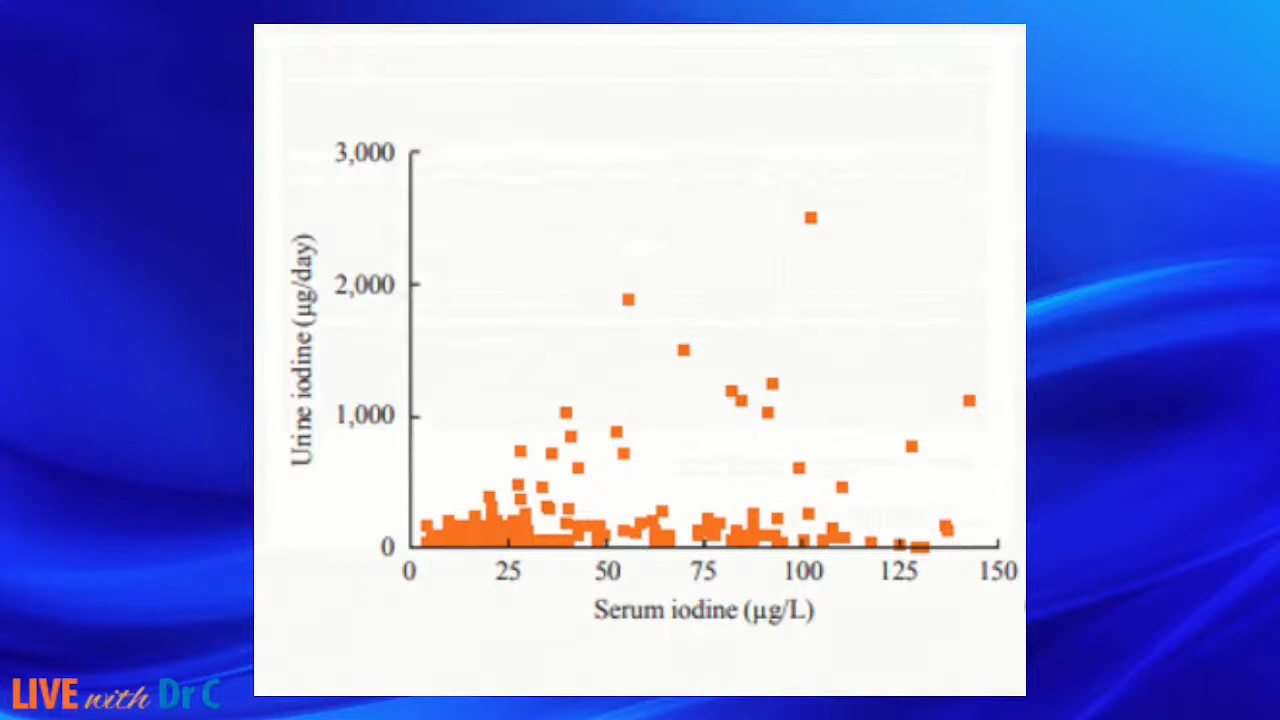 3,000
2,000
1,000
0
Urine iodine (µg/day)
0 25 50 75 100 125 150
Serum iodine (µg/L)
LIVE with Dr C